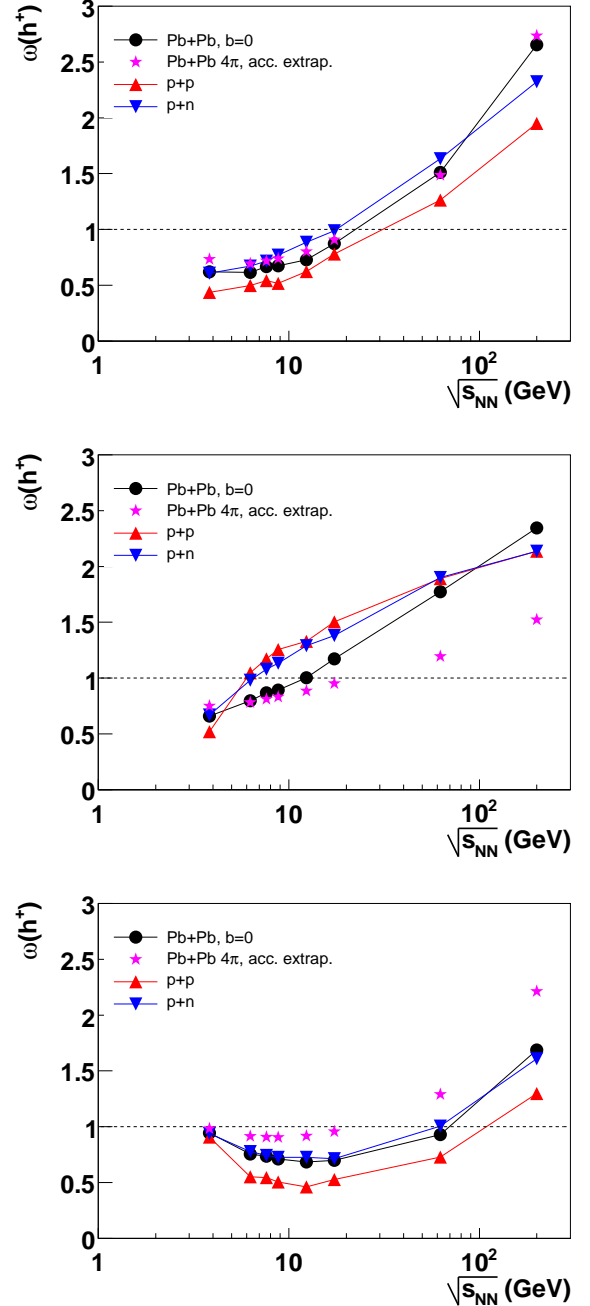 ω(h⁺)
3
2.5
2
1.5
1
0.5
0
Pb+Pb, b=0
Pb+Pb 4π, acc. extrap.
p+p
p+n
1
10
10²
√s_NN (GeV)
ω(h⁺)
3
2.5
2
1.5
1
0.5
0
Pb+Pb, b=0
Pb+Pb 4π, acc. extrap.
p+p
p+n
1
10
10²
√s_NN (GeV)
ω(h⁺)
3
2.5
2
1.5
1
0.5
0
Pb+Pb, b=0
Pb+Pb 4π, acc. extrap.
p+p
p+n
1
10
10²
√s_NN (GeV)